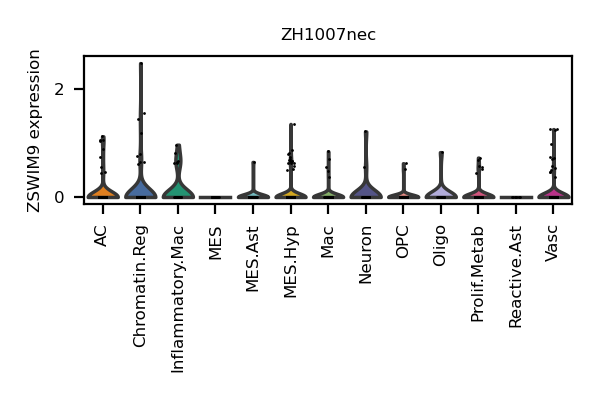 ZH1007nec
ZSWIM9 expression
2
0
AC
Chromatin.Reg
Inflammatory.Mac
MES
MES.Ast
MES.Hyp
Mac
Neuron
OPC
Oligo
Prolif.Metab
Reactive.Ast
Vasc